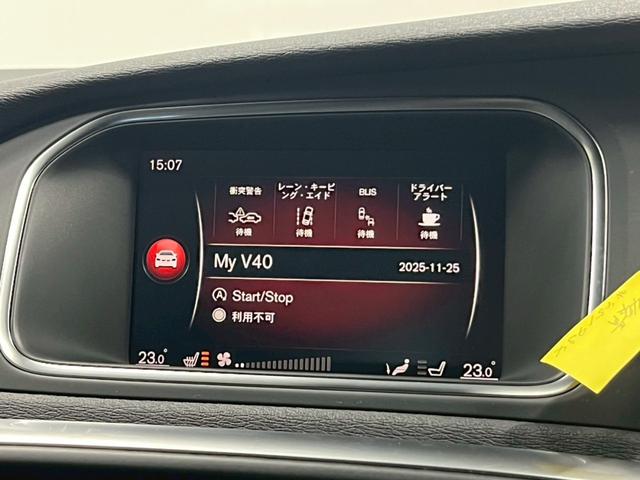 15:07
衝突警告
レーン・キーピ
ング・エイド
BLIS
ドライバー
アラート
待機
待機
待機
待機
My V40
2025-11-25
Start/Stop
利用不可
23.0°
23.0°